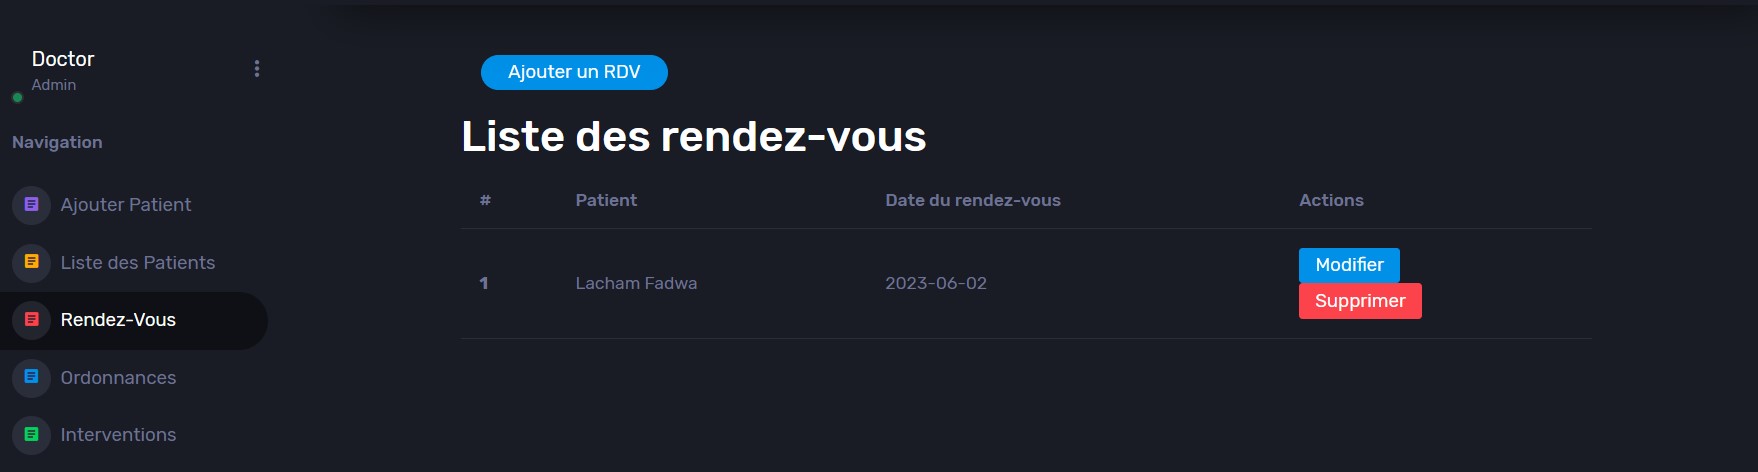 Doctor
Admin
Navigation
Ajouter Patient
Liste des Patients
Rendez-Vous
Ordonnances
Interventions
Ajouter un RDV
Liste des rendez-vous
# Patient Date du rendez-vous Actions
1 Lacham Fadwa 2023-06-02 Modifier
Supprimer